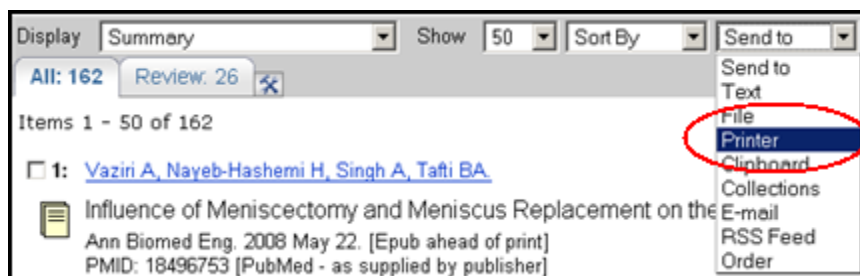 Display Summary Show 50 Sort By Send to
All: 162 Review: 26
Items 1 - 50 of 162
1: Vaziri A, Nayeb-Hashemi H, Singh A, Tafti BA.
Influence of Meniscectomy and Meniscus Replacement on the
Ann Biomed Eng. 2008 May 22. [Epub ahead of print]
PMID: 18496753 [PubMed - as supplied by publisher]
Send to
Text
File
Printer
Clipboard
Collections
E-mail
RSS Feed
Order